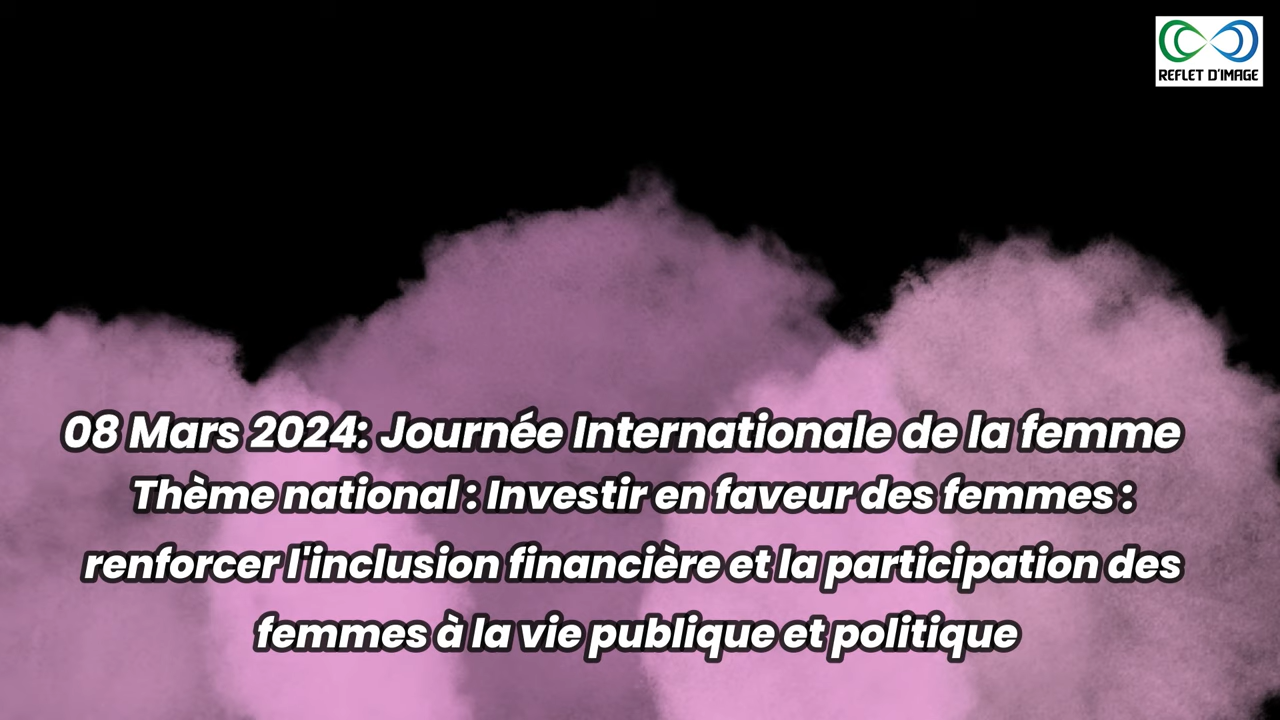 REFLET D'IMAGE
08 Mars 2024: Journée Internationale de la femme
Thème national : Investir en faveur des femmes :
renforcer l'inclusion financière et la participation des
femmes à la vie publique et politique